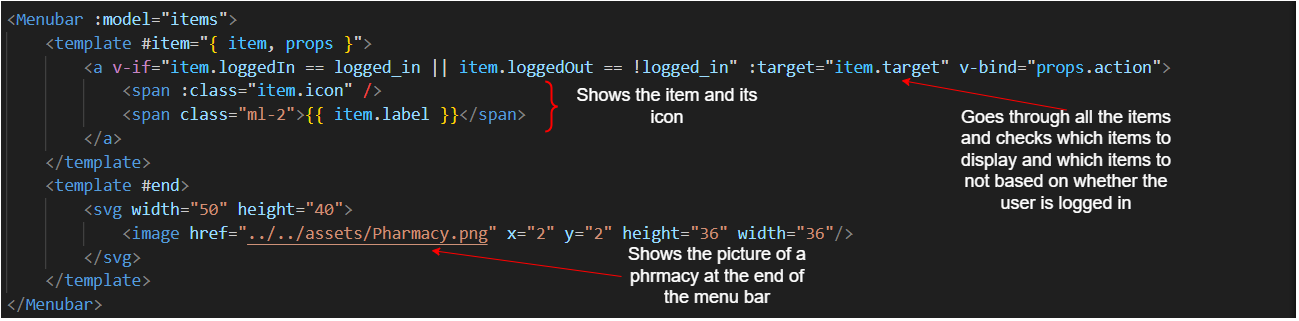 <Menubar :model="items">
<template #item="{ item, props }">
<a v-if="item.loggedIn == logged_in || item.loggedOut == !logged_in" :target="item.target" v-bind="props.action">
<span :class="item.icon" />
<span class="ml-2">{{ item.label }}</span>
</a>
</template>
<template #end>
<svg width="50" height="40">
<image href="../../assets/Pharmacy.png" x="2" y="2" height="36" width="36"/>
</svg>
</template>
</Menubar>
Shows the item and its
icon
Goes through all the items
and checks which items to
display and which items to
not based on whether the
user is logged in
Shows the picture of a
phrmacy at the end of
the menu bar